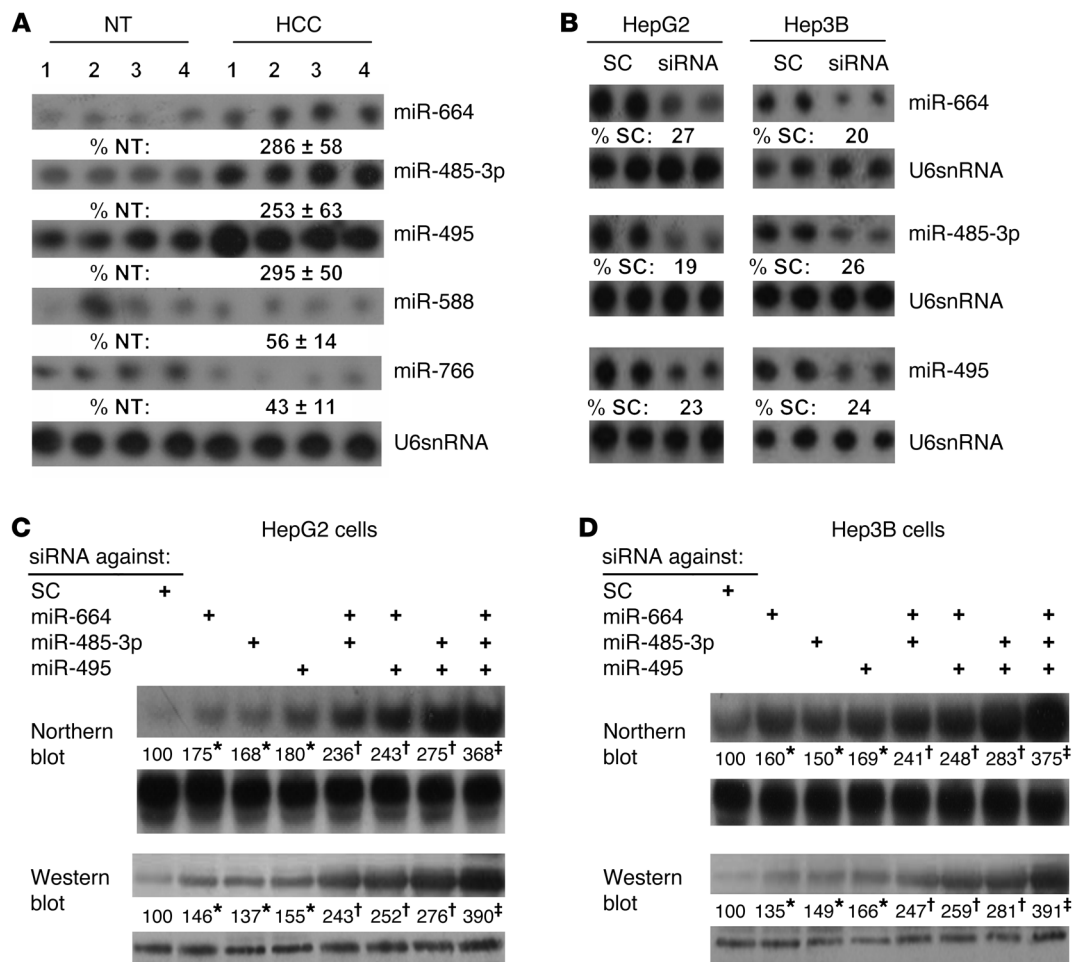 A
NT HCC
1 2 3 4 1 2 3 4
miR-664
% NT: 286 ± 58
miR-485-3p
% NT: 253 ± 63
miR-495
% NT: 295 ± 50
miR-588
% NT: 56 ± 14
miR-766
% NT: 43 ± 11
U6snRNA
B
HepG2 Hep3B
SC siRNA SC siRNA
miR-664
% SC: 27 % SC: 20
U6snRNA
miR-485-3p
% SC: 19 % SC: 26
U6snRNA
miR-495
% SC: 23 % SC: 24
U6snRNA
C
HepG2 cells
siRNA against:
SC +
miR-664 + + + +
miR-485-3p + + + +
miR-495 + + + +
Northern
blot
100 175* 168* 180* 236† 243† 275† 368‡
Western
blot
100 146* 137* 155* 243† 252† 276† 390‡
D
Hep3B cells
siRNA against:
SC +
miR-664 + + + +
miR-485-3p + + + +
miR-495 + + + +
Northern
blot
100 160* 150* 169* 241† 248† 283† 375‡
Western
blot
100 135* 149* 166* 247† 259† 281† 391‡